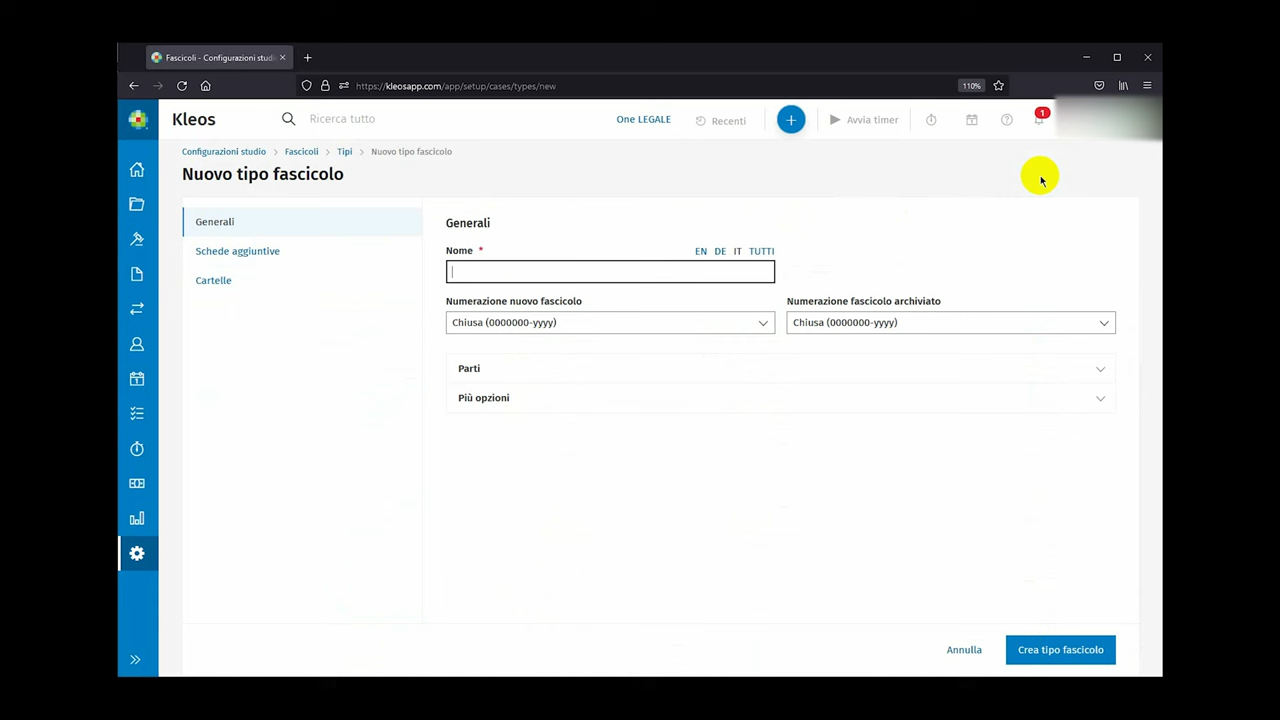 Fascicoli - Configurazioni studi
https://kleosapp.com/app/setup/cases/types/new
110%
Kleos
Ricerca tutto
One LEGALE
Recenti
Avvia timer
1
Configurazioni studio > Fascicoli > Tipi > Nuovo tipo fascicolo
Nuovo tipo fascicolo
Generali
Schede aggiuntive
Cartelle
Generali
Nome * EN DE IT TUTTI
Numerazione nuovo fascicolo
Chiusa (0000000-yyyy)
Numerazione fascicolo archiviato
Chiusa (0000000-yyyy)
Parti
Più opzioni
Annulla
Crea tipo fascicolo